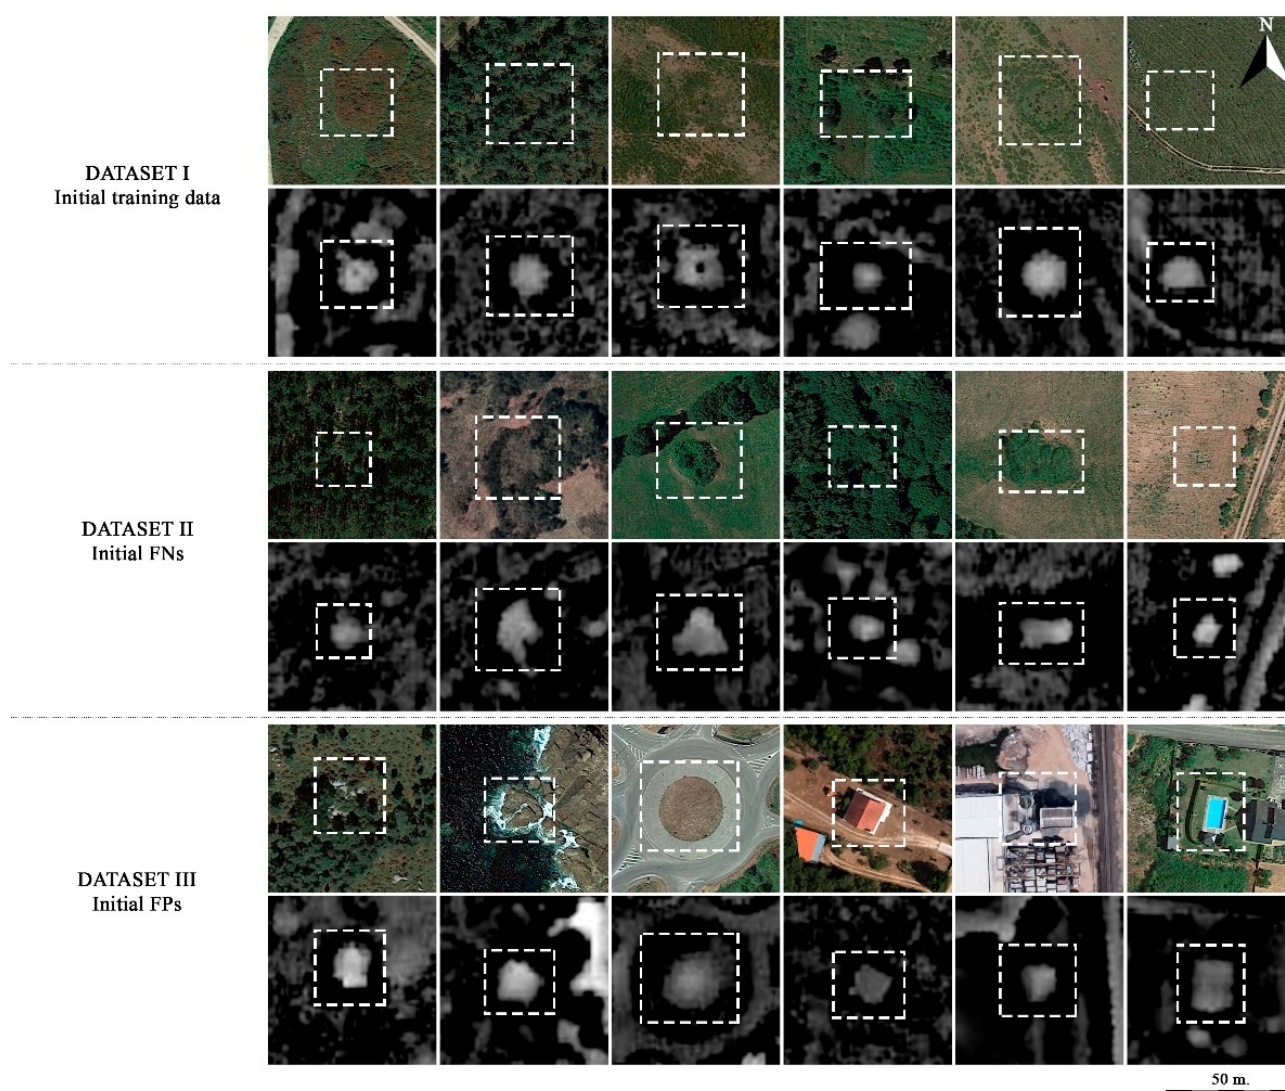 N
DATASET I
Initial training data
DATASET II
Initial FNs
DATASET III
Initial FPs
50 m.